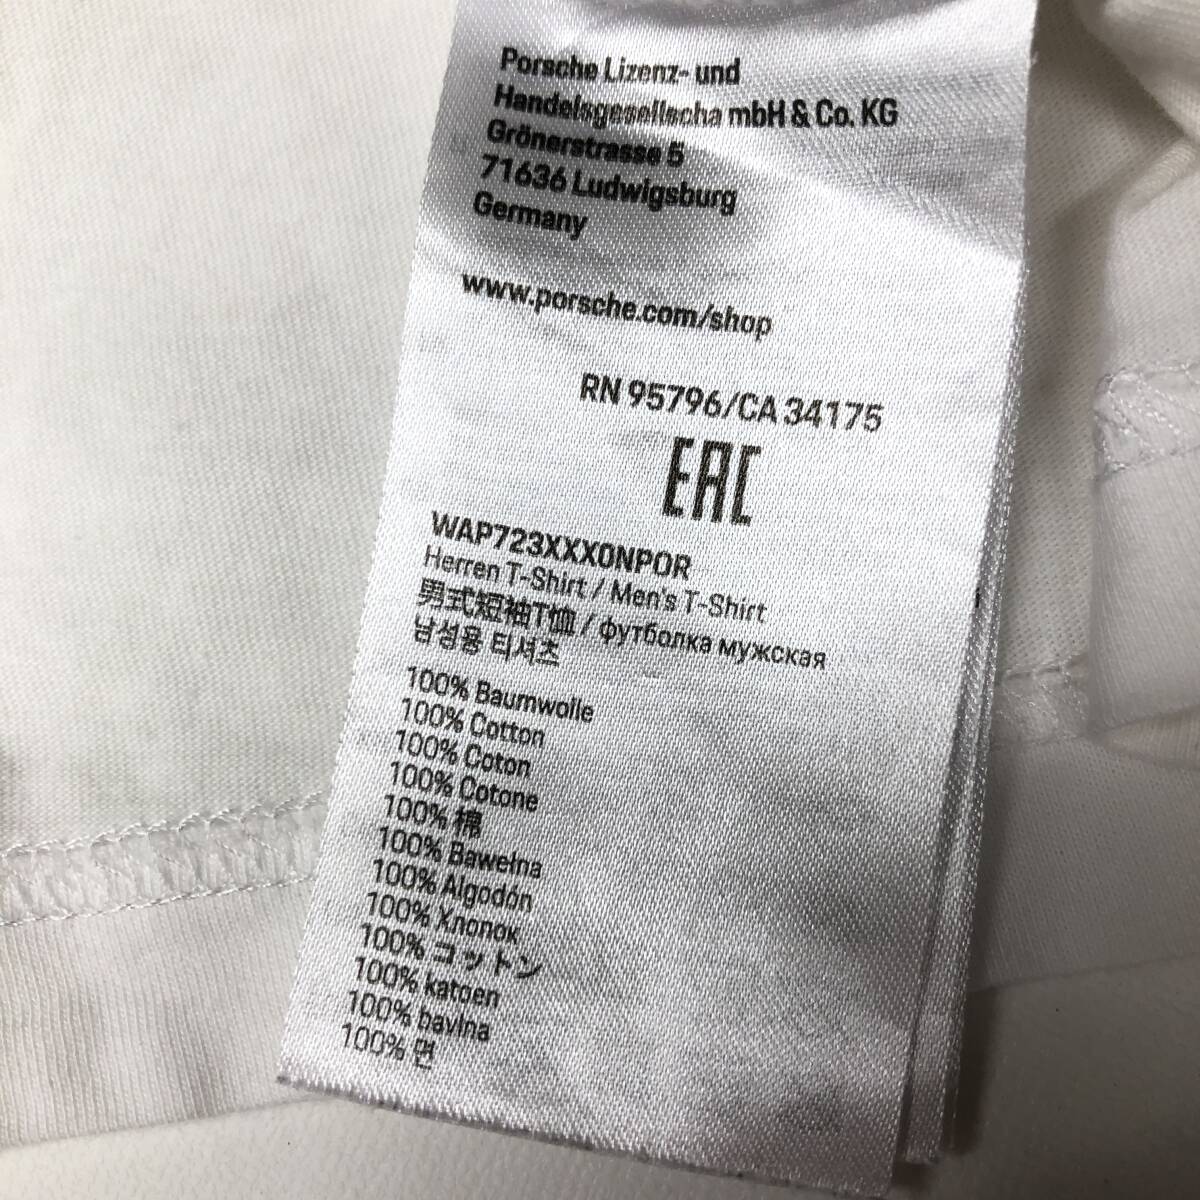 Porsche Lizenz- und
Handelsgesellscha mbH & Co. KG
Grönerstrasse 5
71636 Ludwigsburg
Germany
www.porsche.com/shop
RN 95796/CA 34175
EAC
WAP723XXX0NPOR
Herren T-Shirt / Men's T-Shirt
男式短袖T恤 / футболка мужская
남성용 티셔츠
100% Baumwolle
100% Cotton
100% Coton
100% Cotone
100% 棉
100% Bawełna
100% Algodón
100% Хлопок
100% コットン
100% katoen
100% bavlna
100% 면